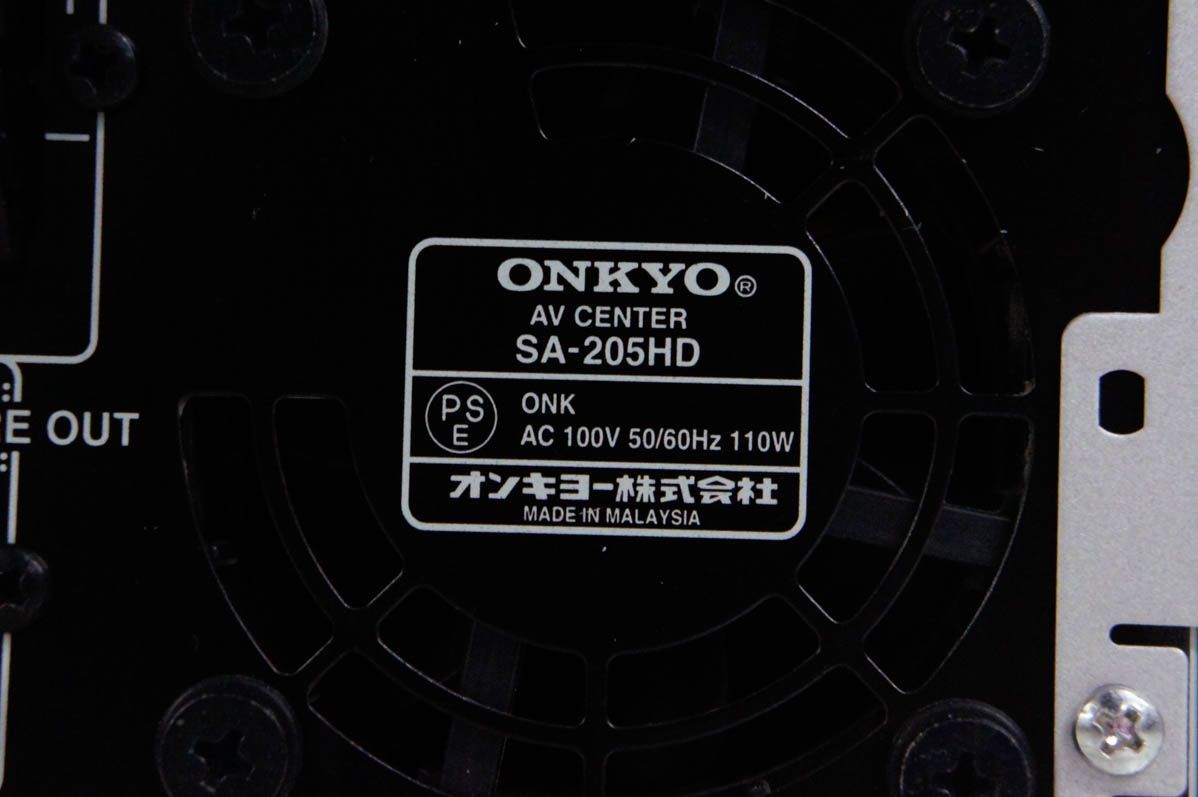 ONKYO®
AV CENTER
SA-205HD
PS
E
ONK
AC 100V 50/60Hz 110W
オンキヨー株式会社
MADE IN MALAYSIA
OUT